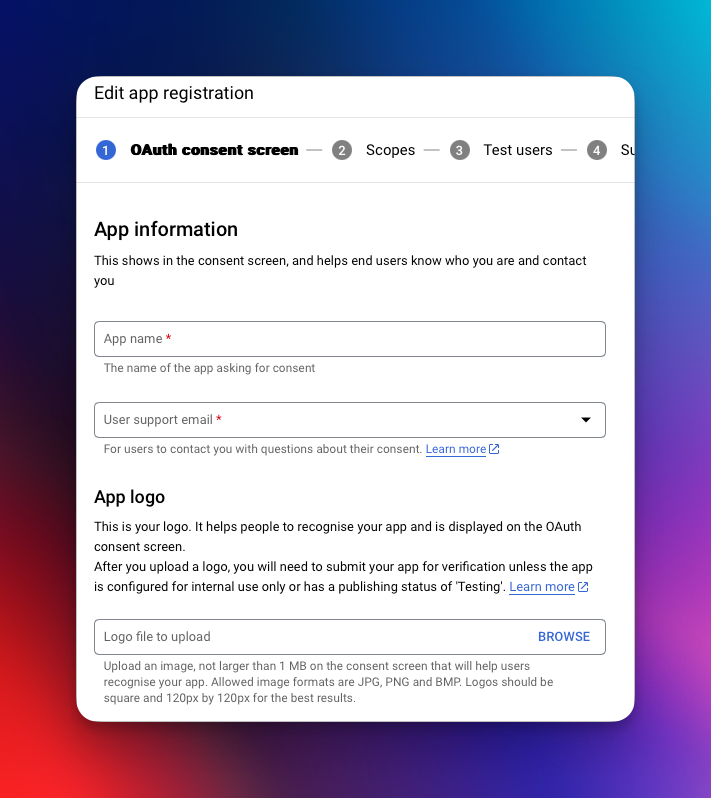 Edit app registration
1 OAuth consent screen — 2 Scopes — 3 Test users — 4 Su
App information
This shows in the consent screen, and helps end users know who you are and contact
you
App name *
The name of the app asking for consent
User support email *
For users to contact you with questions about their consent. Learn more
App logo
This is your logo. It helps people to recognise your app and is displayed on the OAuth
consent screen.
After you upload a logo, you will need to submit your app for verification unless the app
is configured for internal use only or has a publishing status of 'Testing'. Learn more
Logo file to upload BROWSE
Upload an image, not larger than 1 MB on the consent screen that will help users
recognise your app. Allowed image formats are JPG, PNG and BMP. Logos should be
square and 120px by 120px for the best results.